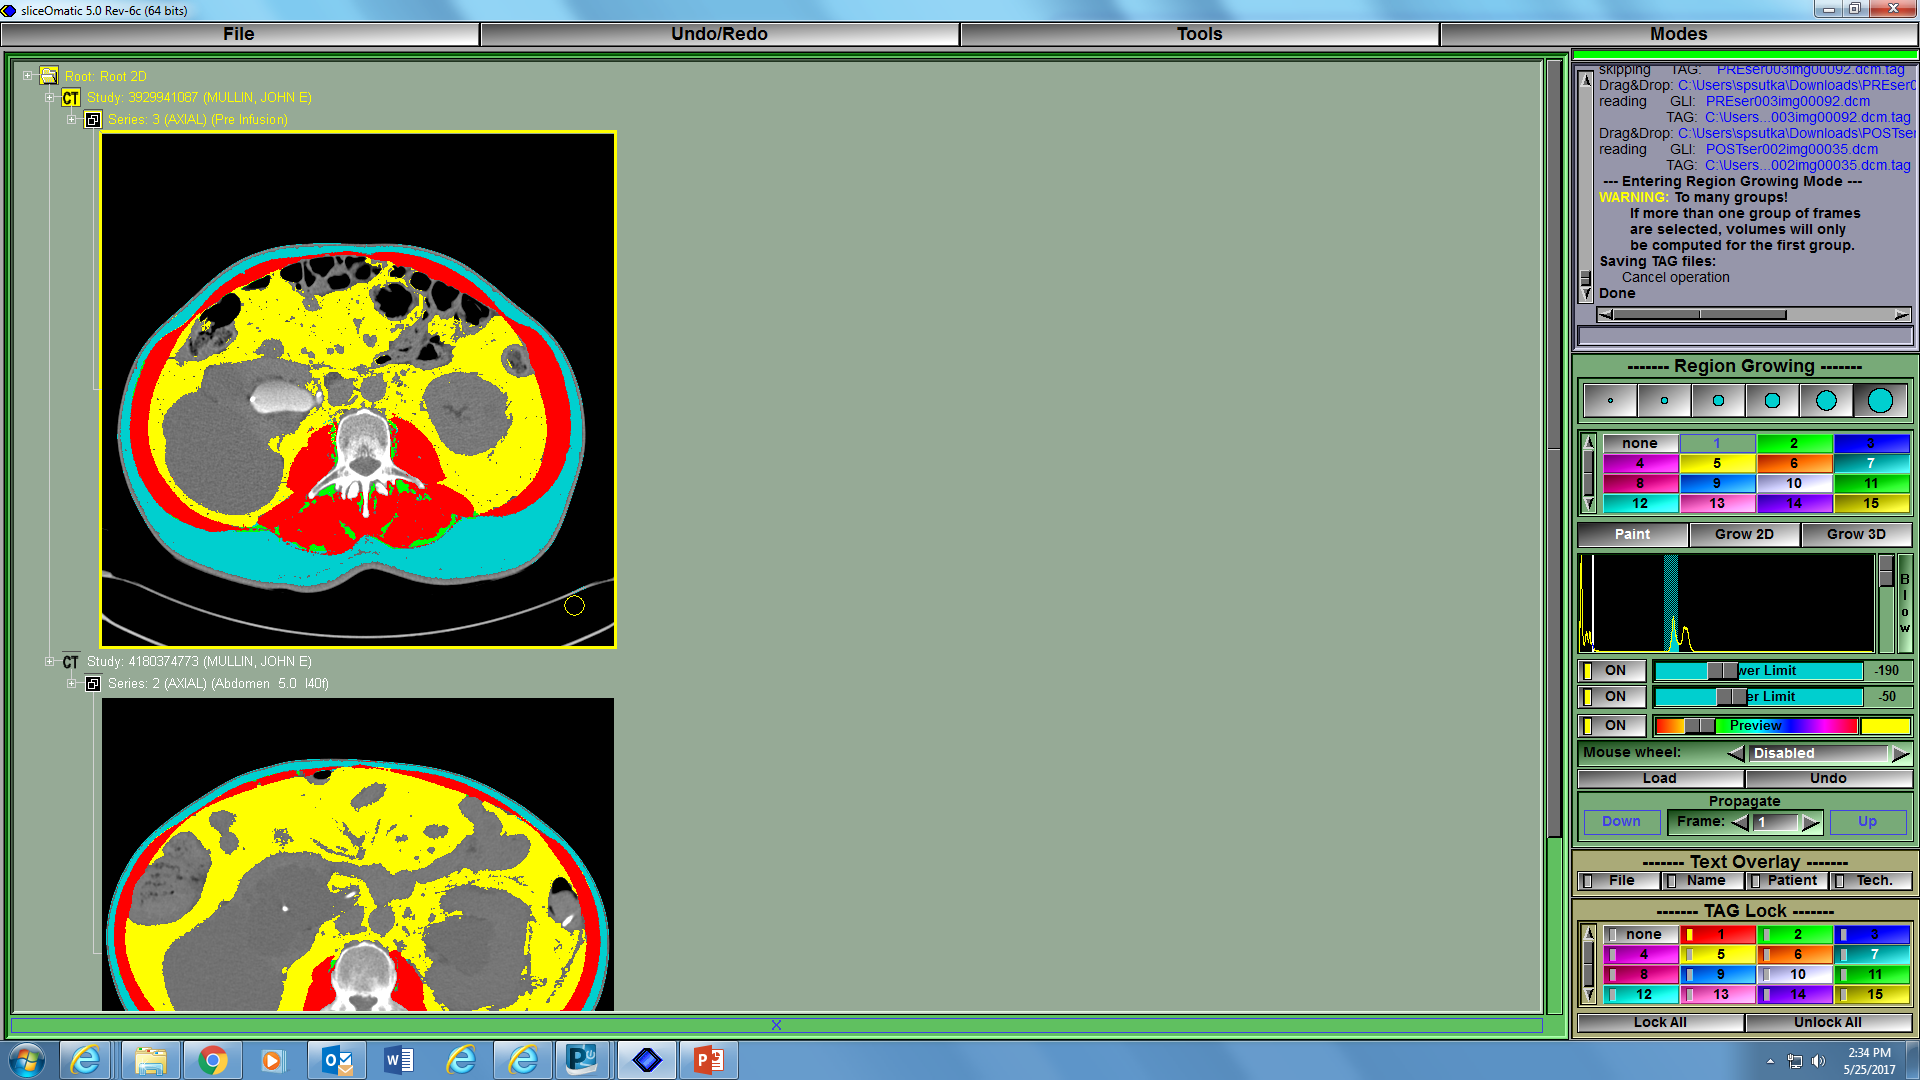 sliceOmatic 5.0 Rev-6c (64 bits)
File Undo/Redo Tools Modes
Root: Root 2D
CT Study: 3929941087 (MULLIN, JOHN E)
Series: 3 (AXIAL) (Pre Infusion)
CT Study: 4180374773 (MULLIN, JOHN E)
Series: 2 (AXIAL) (Abdomen 5.0 I40f)
X
skipping TAG: PREser003img00092.dcm.tag
Drag&Drop: C:\Users\spsutka\Downloads\PREser0
reading GLI: PREser003img00092.dcm
TAG: C:\Users...003img00092.dcm.tag
Drag&Drop: C:\Users\spsutka\Downloads\POSTser
reading GLI: POSTser002img00035.dcm
TAG: C:\Users...002img00035.dcm.tag
--- Entering Region Growing Mode ---
WARNING: To many groups!
If more than one group of frames
are selected, volumes will only
be computed for the first group.
Saving TAG files:
Cancel operation
Done
------- Region Growing -------
none 1 2 3
4 5 6 7
8 9 10 11
12 13 14 15
Paint Grow 2D Grow 3D
Blow
ON wer Limit -190
ON er Limit -50
ON Preview
Mouse wheel: Disabled
Load Undo
Propagate
Down Frame: 1 Up
------- Text Overlay -------
File Name Patient Tech.
------- TAG Lock -------
none 1 2 3
4 5 6 7
8 9 10 11
12 13 14 15
Lock All Unlock All
2:34 PM
5/25/2017